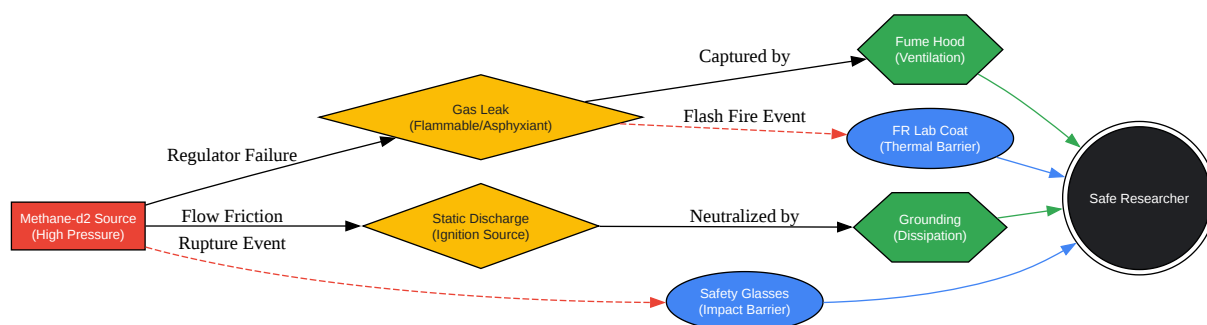 Fume Hood
(Ventilation)
Captured by
Gas Leak
(Flammable/Asphyxiant)
Flash Fire Event
FR Lab Coat
(Thermal Barrier)
Regulator Failure
Methane-d2 Source
(High Pressure)
Flow Friction
Static Discharge
(Ignition Source)
Neutralized by
Grounding
(Dissipation)
Safe Researcher
Rupture Event
Safety Glasses
(Impact Barrier)